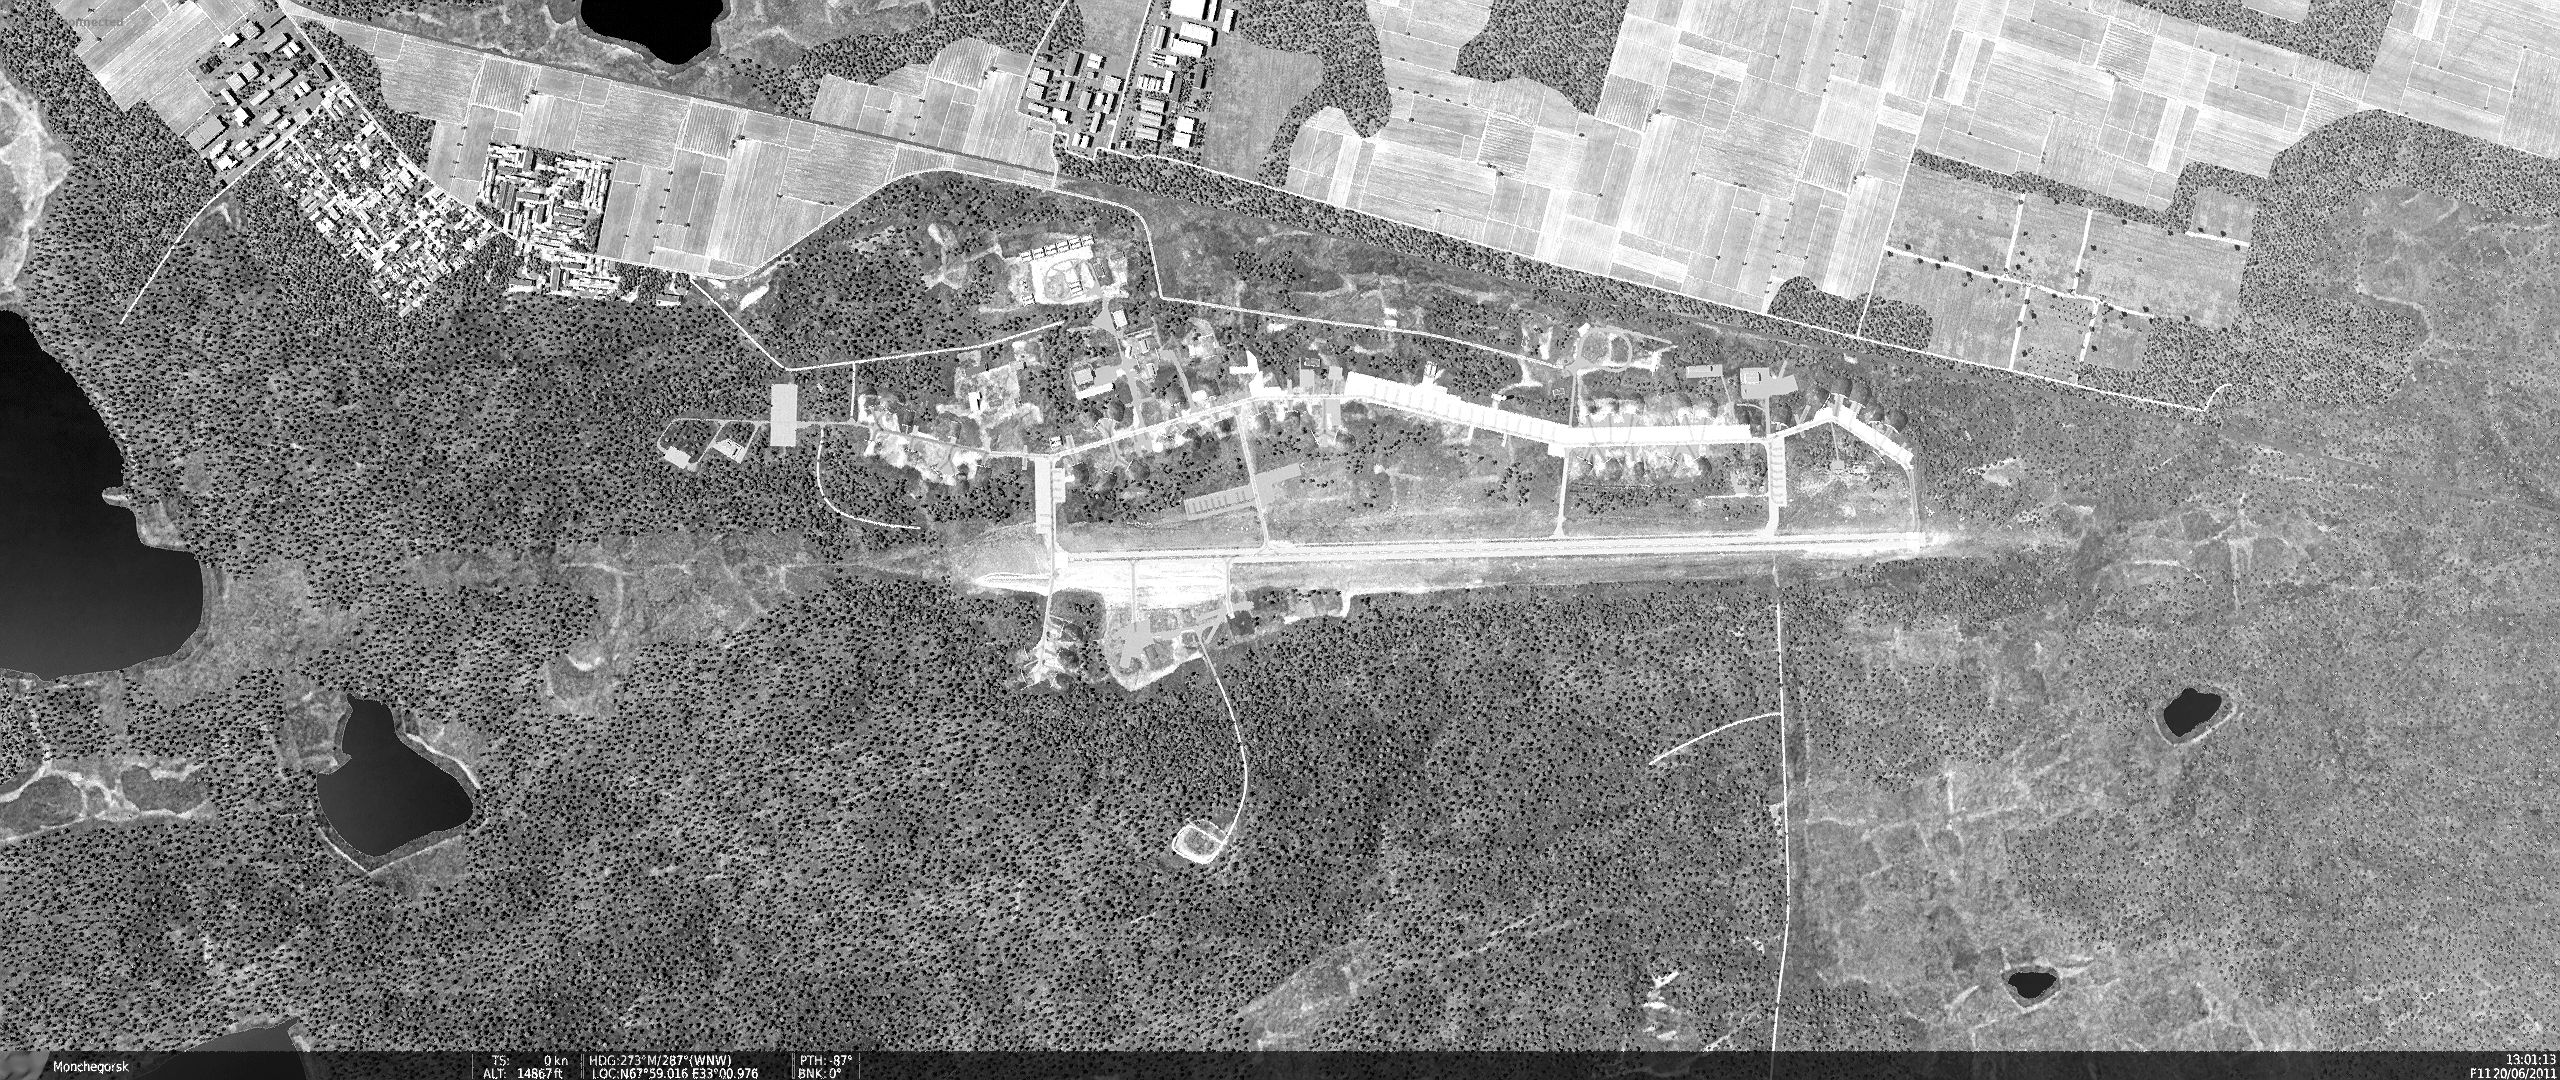 connected
Monchegorsk
TS: 0 kn
ALT: 14867 ft
HDG:273°M/287°(WNW)
LOC:N67°59.016 E33°00.976
PTH: -87°
BNK: 0°
13:01:13
F11 20/06/2011